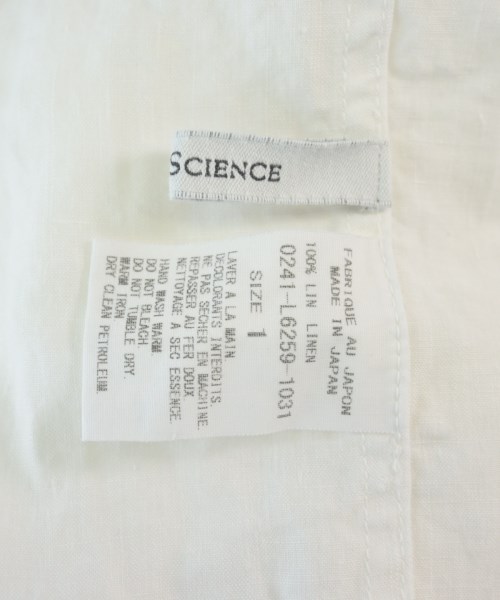 SCIENCE
FABRIQUE AU JAPON
MADE IN JAPAN
100% LIN LINEN
0241-L6259-1031
SIZE 1
LAVER A LA MAIN
DECOLORANTS INTERDITS.
NE PAS SECHER EN MACHINE.
REPASSER AU FER DOUX
NETTOYAGE A SEC ESSENCE
HAND WASH WARM
DO NOT BLEACH
DO NOT TUMBLE DRY.
WARM IRON
DRY CLEAN PETROLEUM.